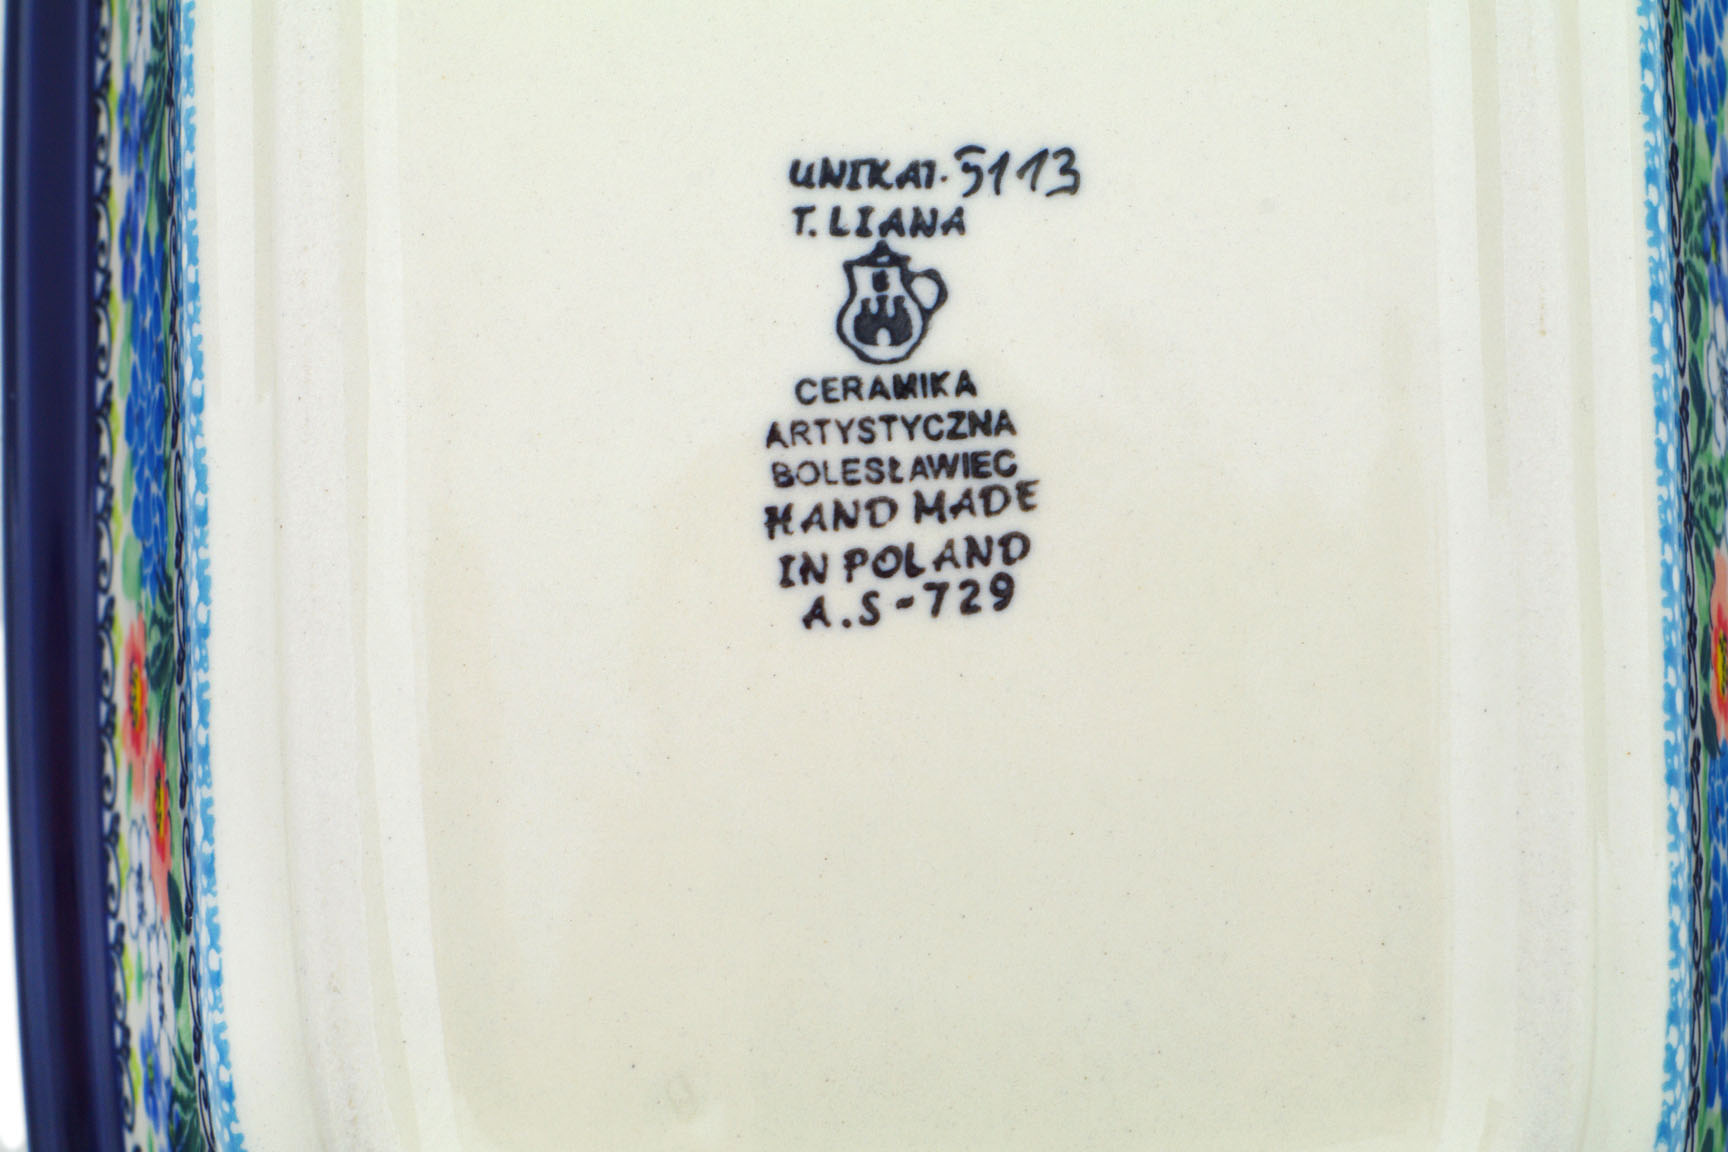 UNIKAT. 5113
T. LIANA
CERAMIKA
ARTYSTYCZNA
BOLESŁAWIEC
HAND MADE
IN POLAND
A.S-729